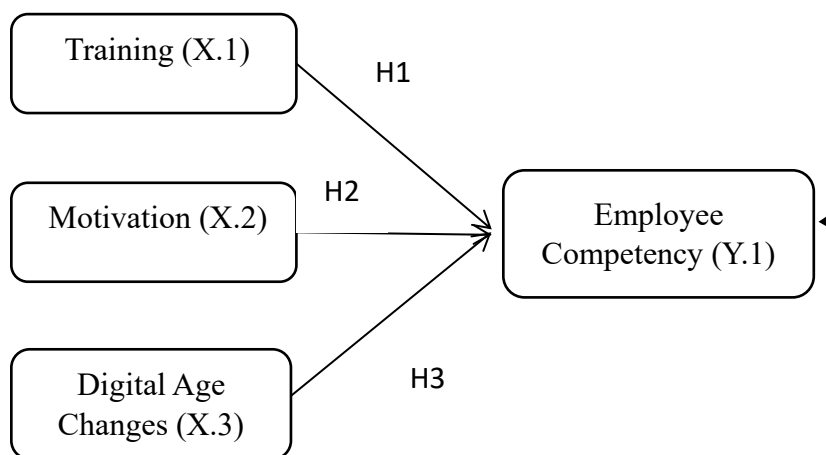 Training (X.1)
H1
Motivation (X.2)
H2
Employee
Competency (Y.1)
Digital Age
Changes (X.3)
H3